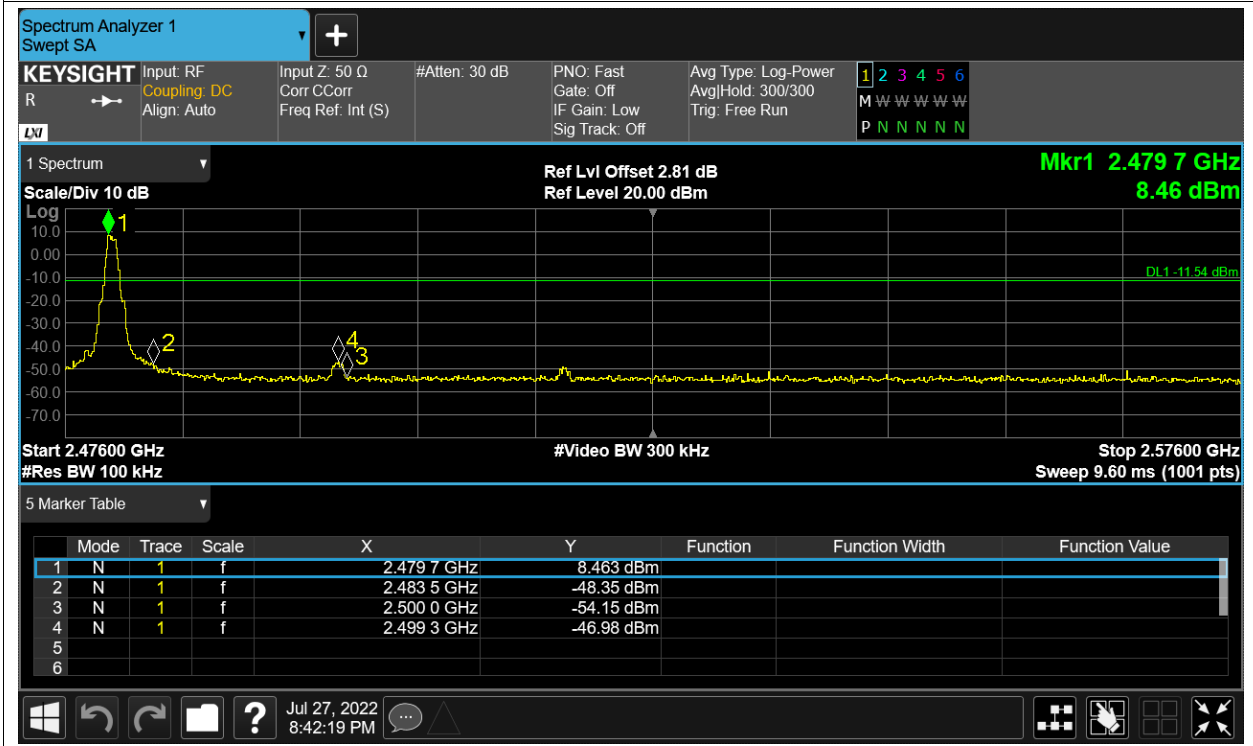 Spectrum Analyzer 1
Swept SA
▼ +
KEYSIGHT Input: RF Input Z: 50 Ω #Atten: 30 dB PNO: Fast Avg Type: Log-Power 1 2 3 4 5 6
R Coupling: DC Corr CCorr Gate: Off Avg|Hold: 300/300 M W W W W W
Align: Auto Freq Ref: Int (S) IF Gain: Low Trig: Free Run
LXI Sig Track: Off P N N N N N
1 Spectrum ▼ Ref Lvl Offset 2.81 dB Mkr1 2.479 7 GHz
Scale/Div 10 dB Ref Level 20.00 dBm 8.46 dBm
Log
1
10.0
0.00
DL1 -11.54 dBm
-10.0
-20.0
-30.0
-40.0 2 4
3
-50.0
-60.0
-70.0
Start 2.47600 GHz #Video BW 300 kHz Stop 2.57600 GHz
#Res BW 100 kHz Sweep 9.60 ms (1001 pts)
5 Marker Table ▼
Mode Trace Scale X Y Function Function Width Function Value
1 N 1 f 2.479 7 GHz 8.463 dBm
2 N 1 f 2.483 5 GHz -48.35 dBm
3 N 1 f 2.500 0 GHz -54.15 dBm
4 N 1 f 2.499 3 GHz -46.98 dBm
5
6
? Jul 27, 2022
8:42:19 PM